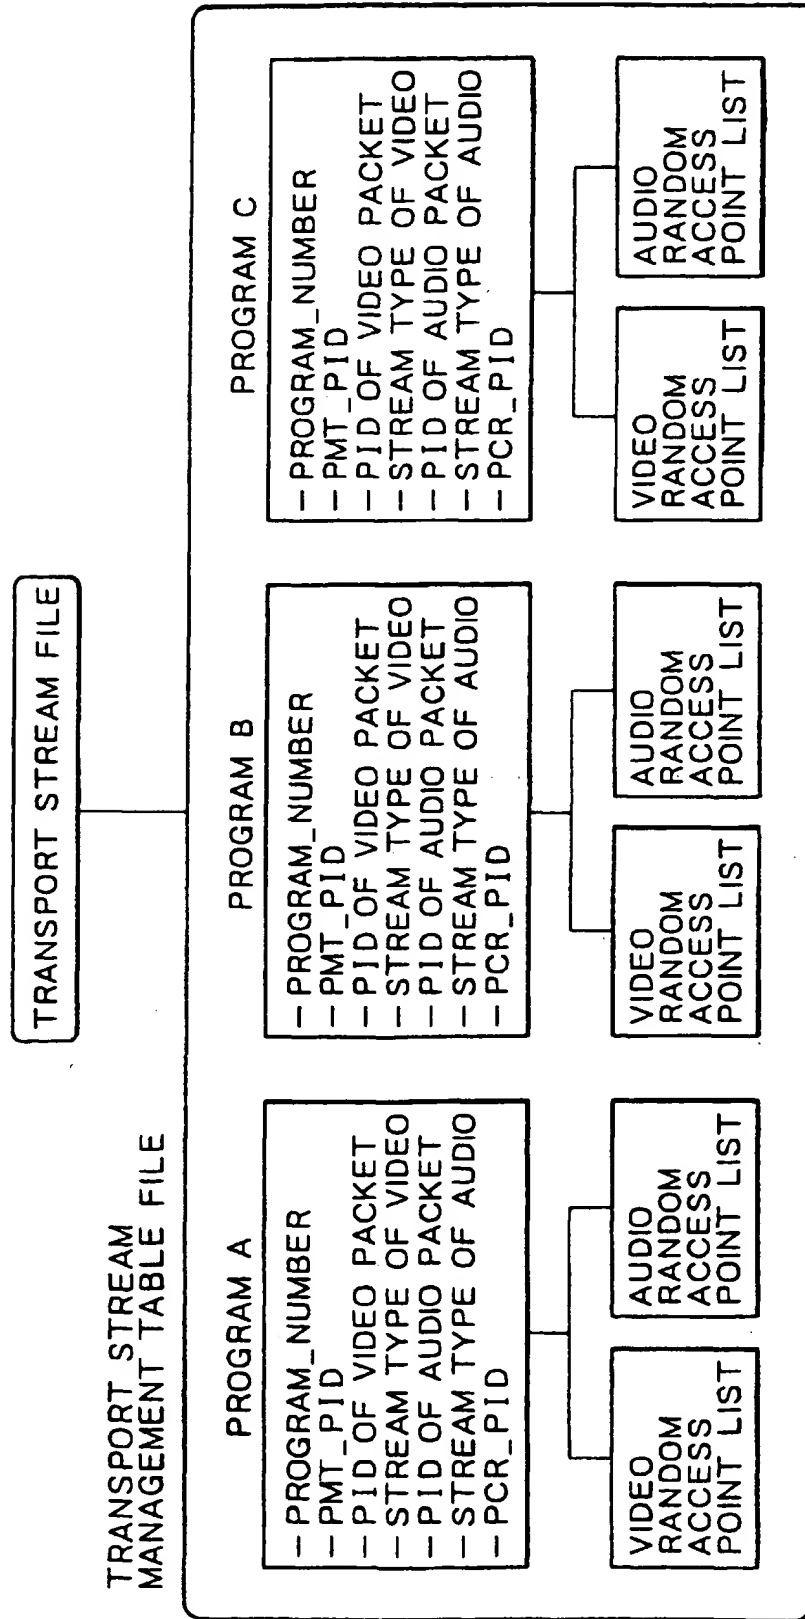 TRANSPORT STREAM FILE
TRANSPORT STREAM
MANAGEMENT TABLE FILE
PROGRAM A
—PROGRAM_NUMBER
—PMT_PID
—PID OF VIDEO PACKET
—STREAM TYPE OF VIDEO
—PID OF AUDIO PACKET
—STREAM TYPE OF AUDIO
—PCR_PID
VIDEO
RANDOM
ACCESS
POINT LIST
AUDIO
RANDOM
ACCESS
POINT LIST
PROGRAM B
—PROGRAM_NUMBER
—PMT_PID
—PID OF VIDEO PACKET
—STREAM TYPE OF VIDEO
—PID OF AUDIO PACKET
—STREAM TYPE OF AUDIO
—PCR_PID
VIDEO
RANDOM
ACCESS
POINT LIST
AUDIO
RANDOM
ACCESS
POINT LIST
PROGRAM C
—PROGRAM_NUMBER
—PMT_PID
—PID OF VIDEO PACKET
—STREAM TYPE OF VIDEO
—PID OF AUDIO PACKET
—STREAM TYPE OF AUDIO
—PCR_PID
VIDEO
RANDOM
ACCESS
POINT LIST
AUDIO
RANDOM
ACCESS
POINT LIST